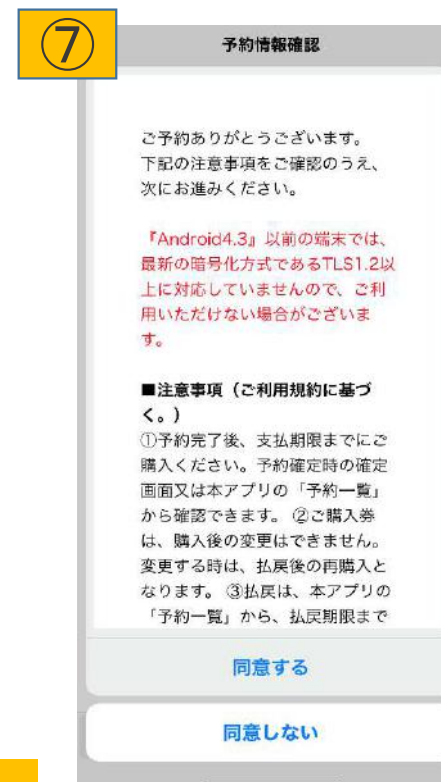 ⑦
予約情報確認
ご予約ありがとうございます。
下記の注意事項をご確認のうえ、
次にお進みください。
『Android4.3』以前の端末では、
最新の暗号化方式であるTLS1.2以
上に対応していませんので、ご利
用いただけない場合がございま
す。
■注意事項（ご利用規約に基づ
く。）
①予約完了後、支払期限までにご
購入ください。予約確定時の確定
画面又は本アプリの「予約一覧」
から確認できます。 ②ご購入券
は、購入後の変更はできません。
変更する時は、払戻後の再購入と
なります。 ③払戻は、本アプリの
「予約一覧」から、払戻期限まで
同意する
同意しない